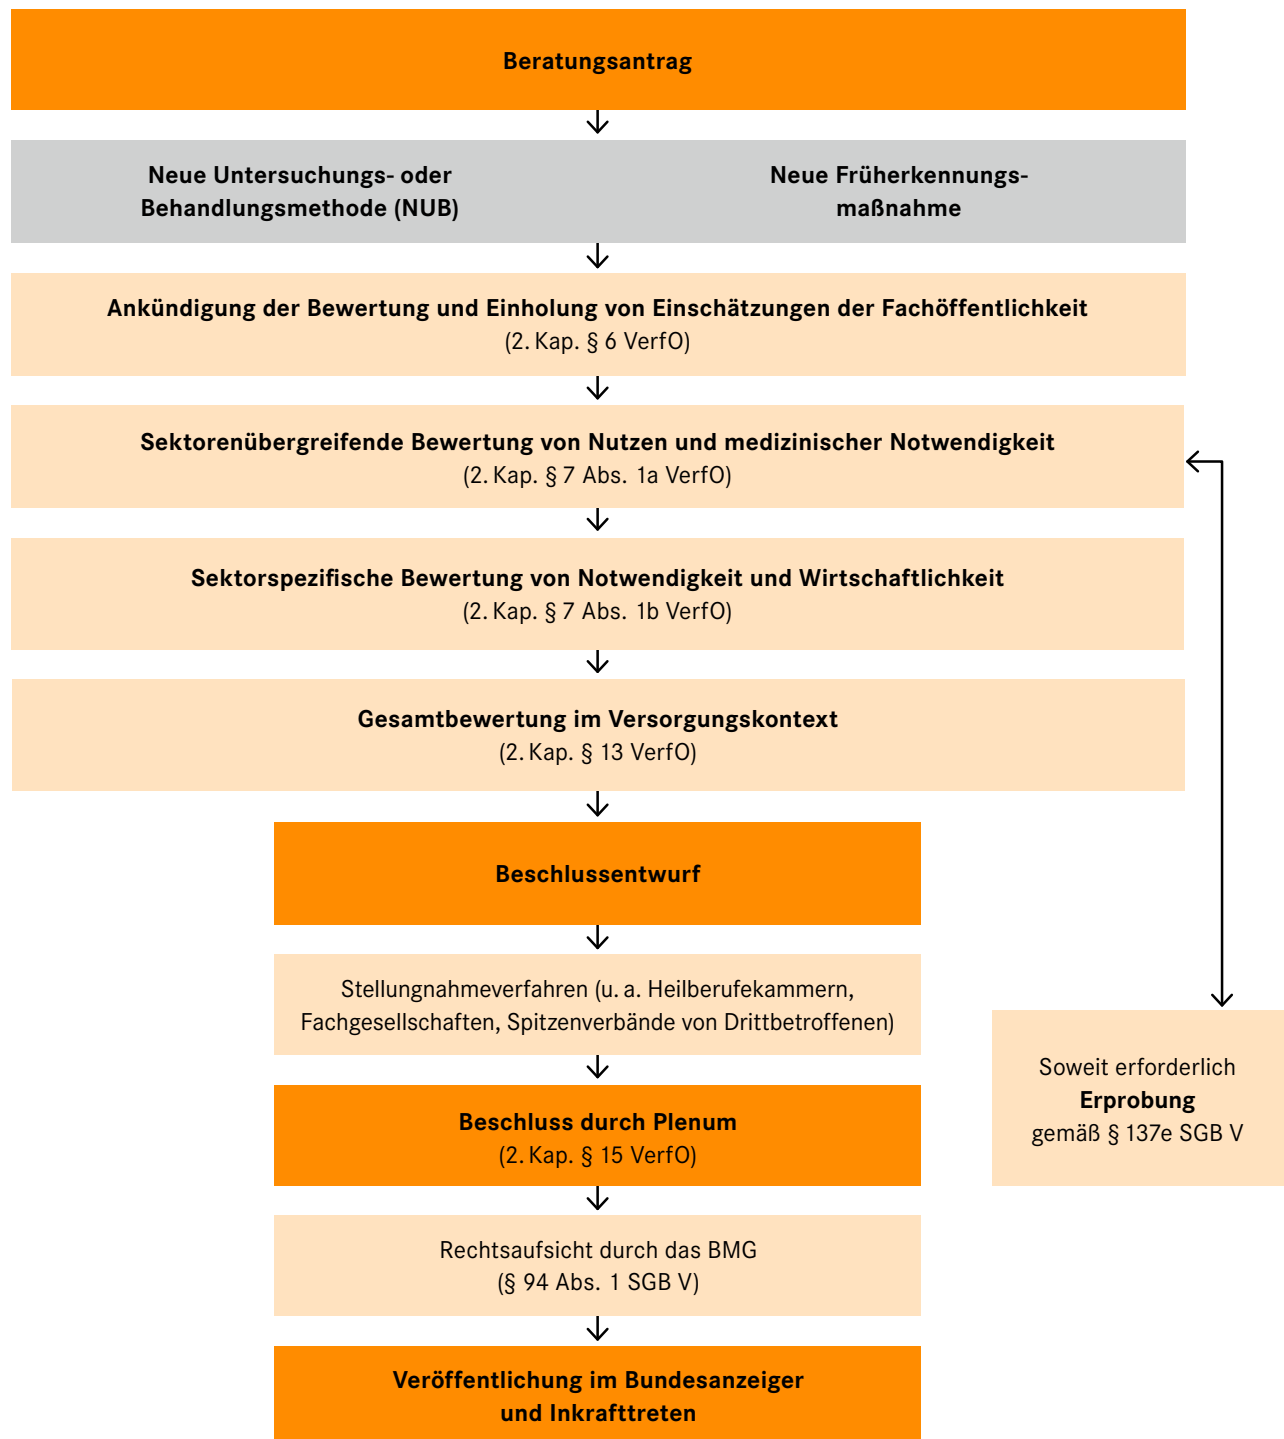 Beratungsantrag
Neue Untersuchungs- oder
Behandlungsmethode (NUB)
Neue Früherkennungs-
maßnahme
Ankündigung der Bewertung und Einholung von Einschätzungen der Fachöffentlichkeit
(2. Kap. § 6 VerfO)
Sektorenübergreifende Bewertung von Nutzen und medizinischer Notwendigkeit
(2. Kap. § 7 Abs. 1a VerfO)
Sektorspezifische Bewertung von Notwendigkeit und Wirtschaftlichkeit
(2. Kap. § 7 Abs. 1b VerfO)
Gesamtbewertung im Versorgungskontext
(2. Kap. § 13 VerfO)
Beschlussentwurf
Stellungnahmeverfahren (u. a. Heilberufekammern,
Fachgesellschaften, Spitzenverbände von Drittbetroffenen)
Soweit erforderlich
Erprobung
gemäß § 137e SGB V
Beschluss durch Plenum
(2. Kap. § 15 VerfO)
Rechtsaufsicht durch das BMG
(§ 94 Abs. 1 SGB V)
Veröffentlichung im Bundesanzeiger
und Inkrafttreten